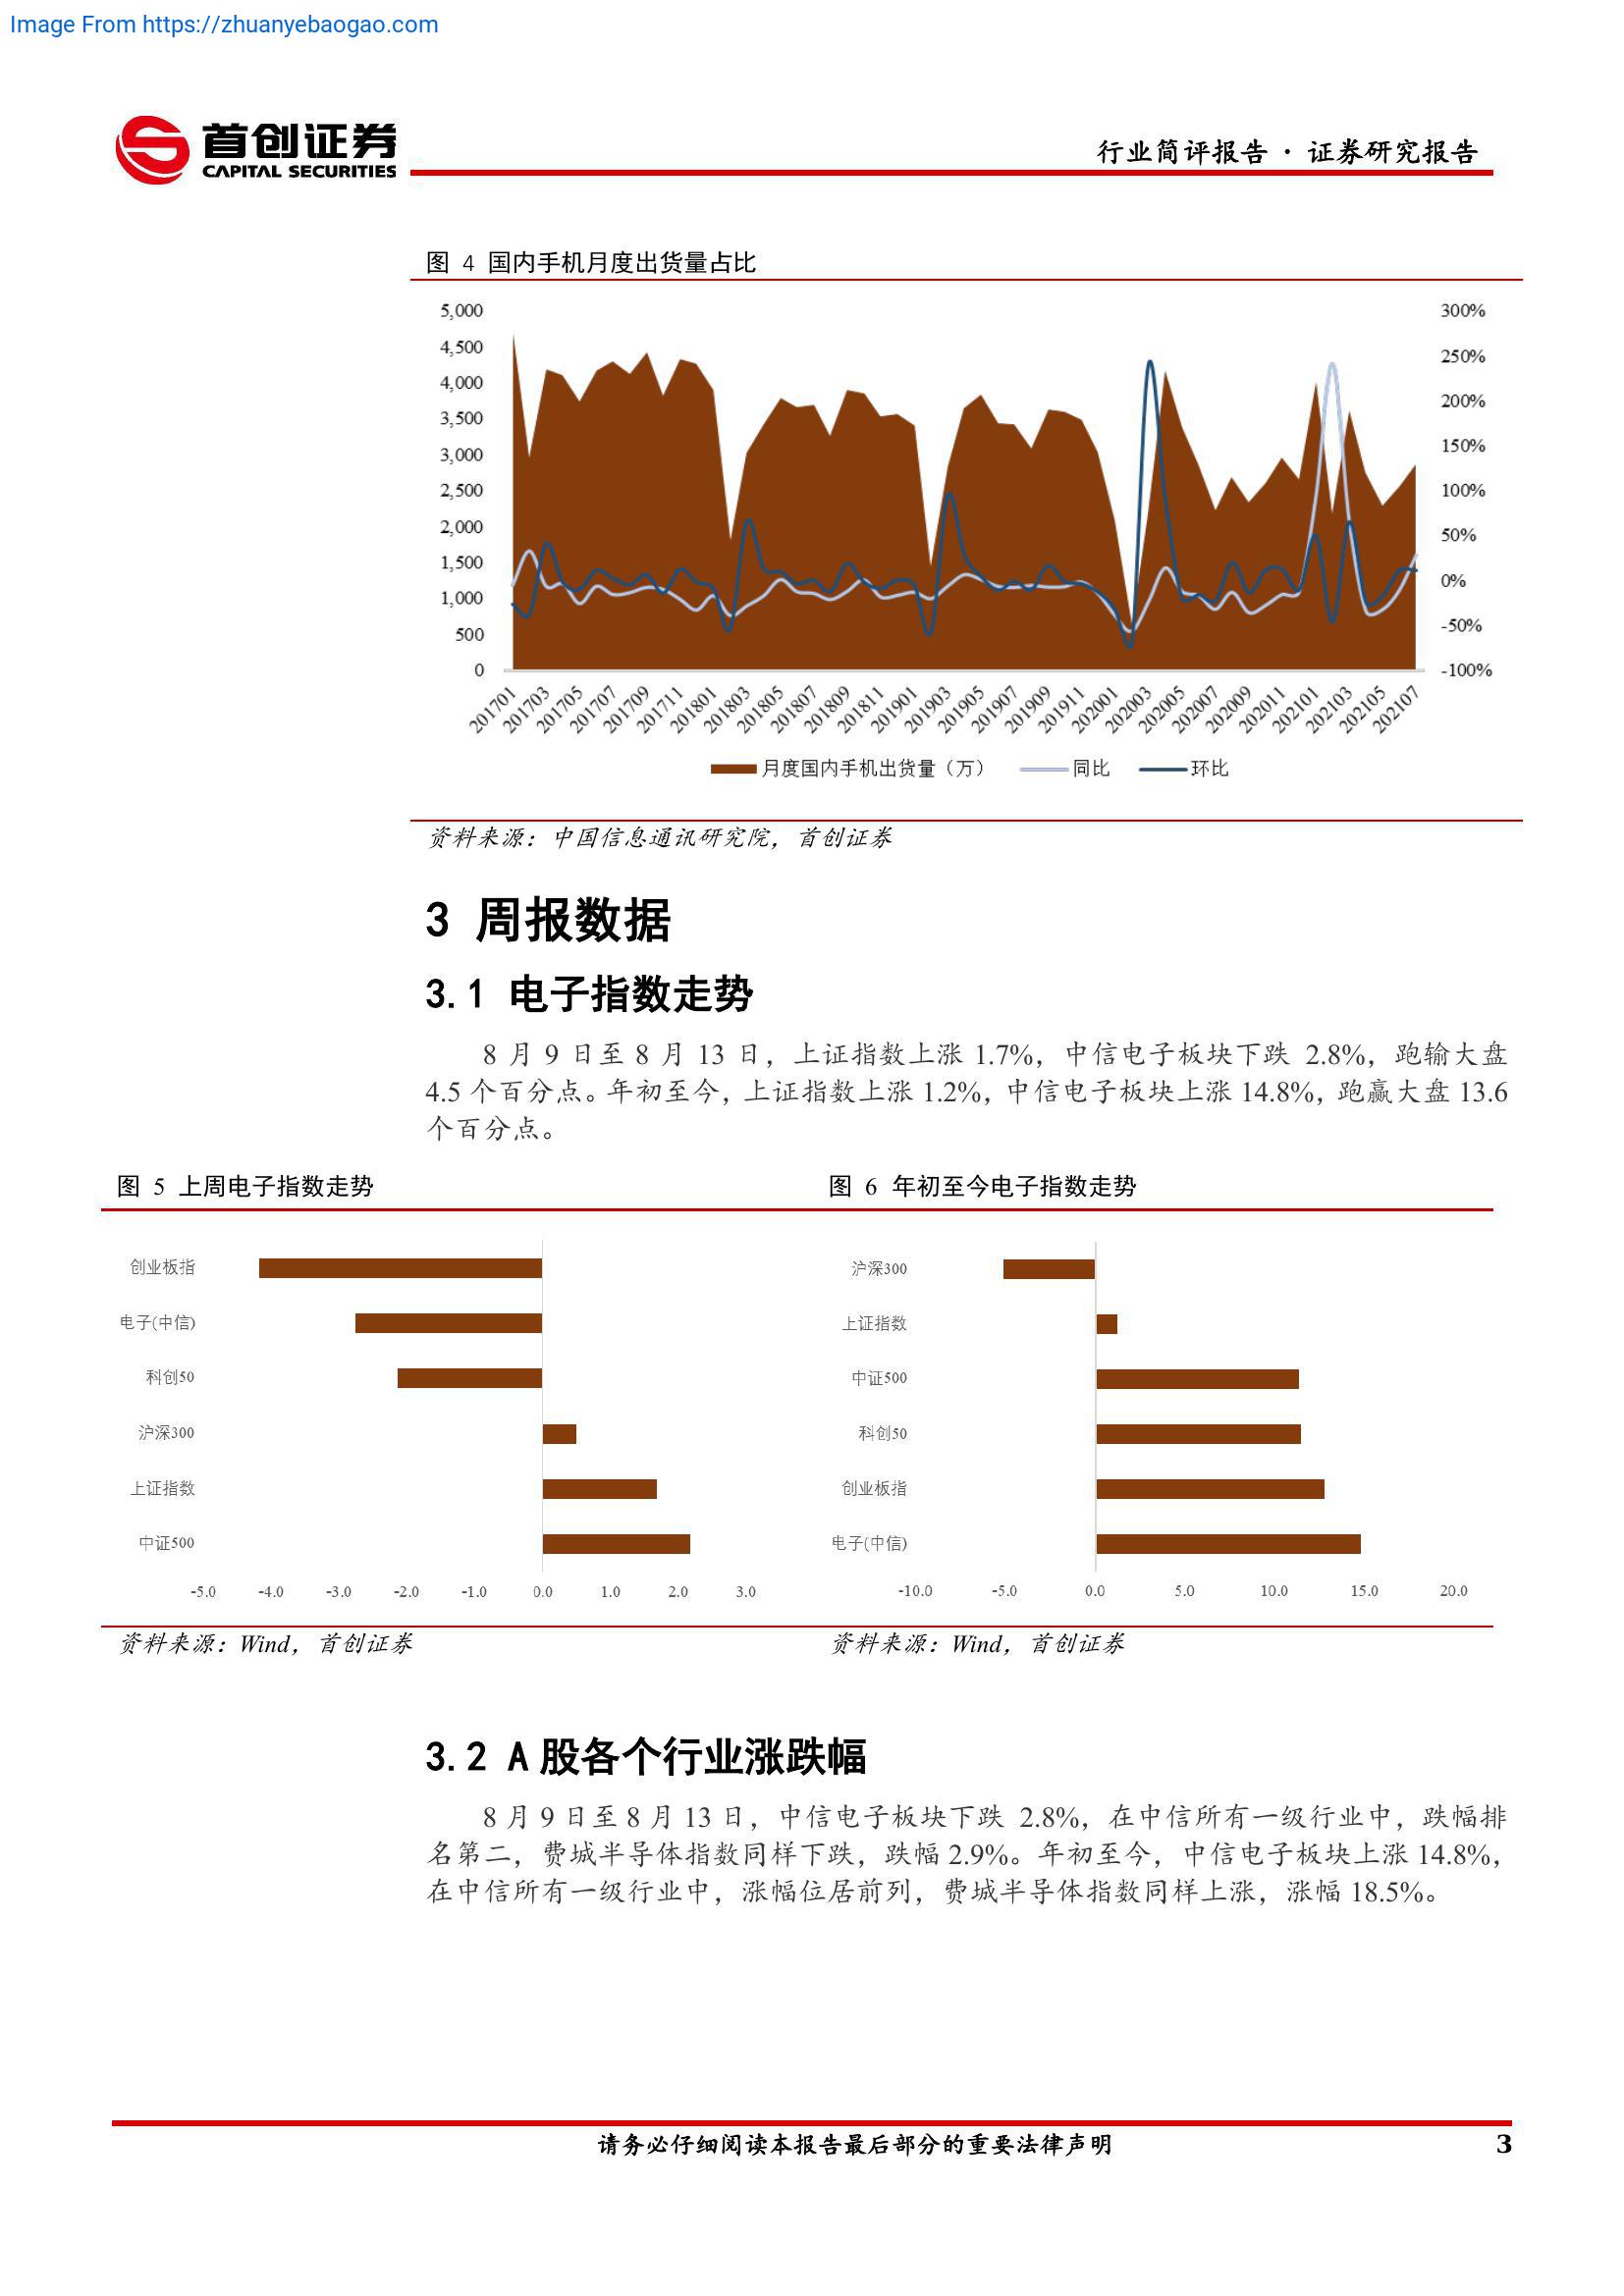 Image From https://zhuanyebaogao.com
首创证券
CAPITAL SECURITIES
行业简评报告 · 证券研究报告
图 4 国内手机月度出货量占比
5,000
4,500
4,000
3,500
3,000
2,500
2,000
1,500
1,000
500
0
300%
250%
200%
150%
100%
50%
0%
-50%
-100%
201701 201703 201705 201707 201709 201711 201801 201803 201805 201807 201809 201811 201901 201903 201905 201907 201909 201911 202001 202003 202005 202007 202009 202011 202101 202103 202105 202107
月度国内手机出货量（万） 同比 环比
资料来源：中国信息通讯研究院，首创证券
3 周报数据
3.1 电子指数走势
8 月 9 日至 8 月 13 日，上证指数上涨 1.7%，中信电子板块下跌 2.8%，跑输大盘
4.5 个百分点。年初至今，上证指数上涨 1.2%，中信电子板块上涨 14.8%，跑赢大盘 13.6
个百分点。
图 5 上周电子指数走势
创业板指
电子(中信)
科创50
沪深300
上证指数
中证500
-5.0 -4.0 -3.0 -2.0 -1.0 0.0 1.0 2.0 3.0
资料来源：Wind，首创证券
图 6 年初至今电子指数走势
沪深300
上证指数
中证500
科创50
创业板指
电子(中信)
-10.0 -5.0 0.0 5.0 10.0 15.0 20.0
资料来源：Wind，首创证券
3.2 A 股各个行业涨跌幅
8 月 9 日至 8 月 13 日，中信电子板块下跌 2.8%，在中信所有一级行业中，跌幅排
名第二，费城半导体指数同样下跌，跌幅 2.9%。年初至今，中信电子板块上涨 14.8%，
在中信所有一级行业中，涨幅位居前列，费城半导体指数同样上涨，涨幅 18.5%。
请务必仔细阅读本报告最后部分的重要法律声明
3